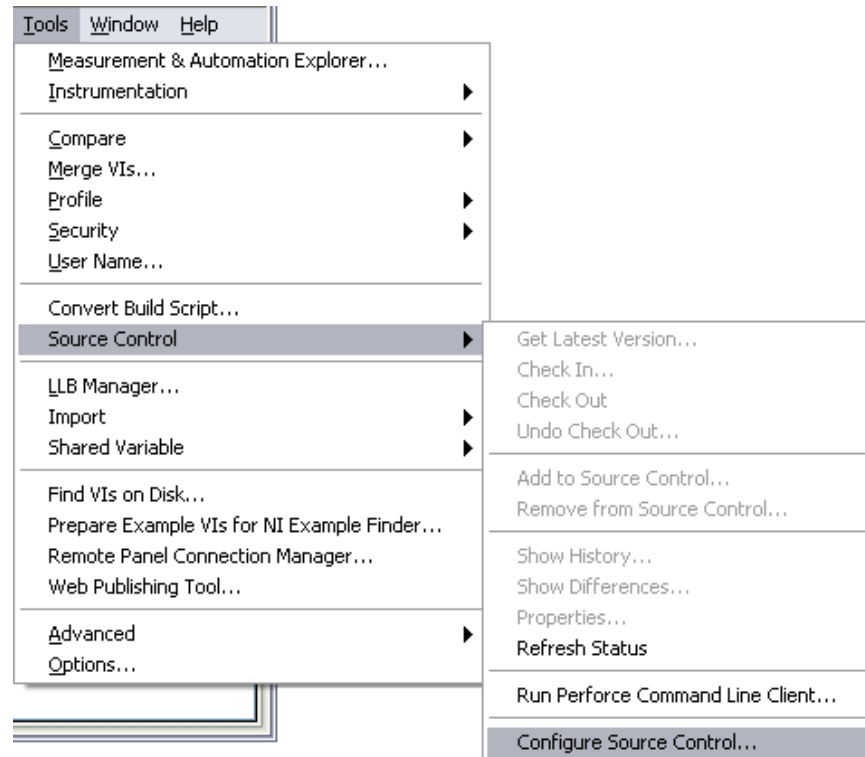 Tools Window Help
Measurement & Automation Explorer...
Instrumentation
Compare
Merge VIs...
Profile
Security
User Name...
Convert Build Script...
Source Control
LLB Manager...
Import
Shared Variable
Find VIs on Disk...
Prepare Example VIs for NI Example Finder...
Remote Panel Connection Manager...
Web Publishing Tool...
Advanced
Options...
Get Latest Version...
Check In...
Check Out
Undo Check Out...
Add to Source Control...
Remove from Source Control...
Show History...
Show Differences...
Properties...
Refresh Status
Run Perforce Command Line Client...
Configure Source Control...